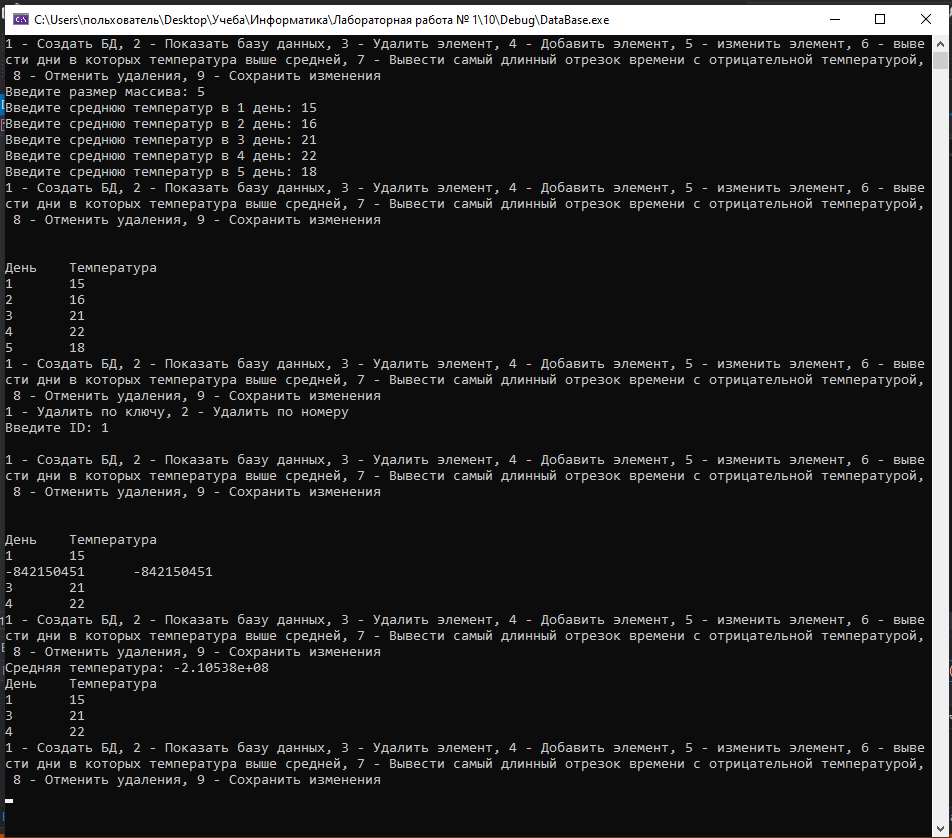 C:\Users\пользователь\Desktop\Учеба\Информатика\Лабораторная работа № 1\10\Debug\DataBase.exe
1 - Создать БД, 2 - Показать базу данных, 3 - Удалить элемент, 4 - Добавить элемент, 5 - изменить элемент, 6 - выве
сти дни в которых температура выше средней, 7 - Вывести самый длинный отрезок времени с отрицательной температурой,
8 - Отменить удаления, 9 - Сохранить изменения
Введите размер массива: 5
Введите среднюю температур в 1 день: 15
Введите среднюю температур в 2 день: 16
Введите среднюю температур в 3 день: 21
Введите среднюю температур в 4 день: 22
Введите среднюю температур в 5 день: 18
1 - Создать БД, 2 - Показать базу данных, 3 - Удалить элемент, 4 - Добавить элемент, 5 - изменить элемент, 6 - выве
сти дни в которых температура выше средней, 7 - Вывести самый длинный отрезок времени с отрицательной температурой,
8 - Отменить удаления, 9 - Сохранить изменения
День Температура
1 15
2 16
3 21
4 22
5 18
1 - Создать БД, 2 - Показать базу данных, 3 - Удалить элемент, 4 - Добавить элемент, 5 - изменить элемент, 6 - выве
сти дни в которых температура выше средней, 7 - Вывести самый длинный отрезок времени с отрицательной температурой,
8 - Отменить удаления, 9 - Сохранить изменения
1 - Удалить по ключу, 2 - Удалить по номеру
Введите ID: 1
1 - Создать БД, 2 - Показать базу данных, 3 - Удалить элемент, 4 - Добавить элемент, 5 - изменить элемент, 6 - выве
сти дни в которых температура выше средней, 7 - Вывести самый длинный отрезок времени с отрицательной температурой,
8 - Отменить удаления, 9 - Сохранить изменения
День Температура
1 15
-842150451 -842150451
3 21
4 22
1 - Создать БД, 2 - Показать базу данных, 3 - Удалить элемент, 4 - Добавить элемент, 5 - изменить элемент, 6 - выве
сти дни в которых температура выше средней, 7 - Вывести самый длинный отрезок времени с отрицательной температурой,
8 - Отменить удаления, 9 - Сохранить изменения
Средняя температура: -2.10538e+08
День Температура
1 15
3 21
4 22
1 - Создать БД, 2 - Показать базу данных, 3 - Удалить элемент, 4 - Добавить элемент, 5 - изменить элемент, 6 - выве
сти дни в которых температура выше средней, 7 - Вывести самый длинный отрезок времени с отрицательной температурой,
8 - Отменить удаления, 9 - Сохранить изменения